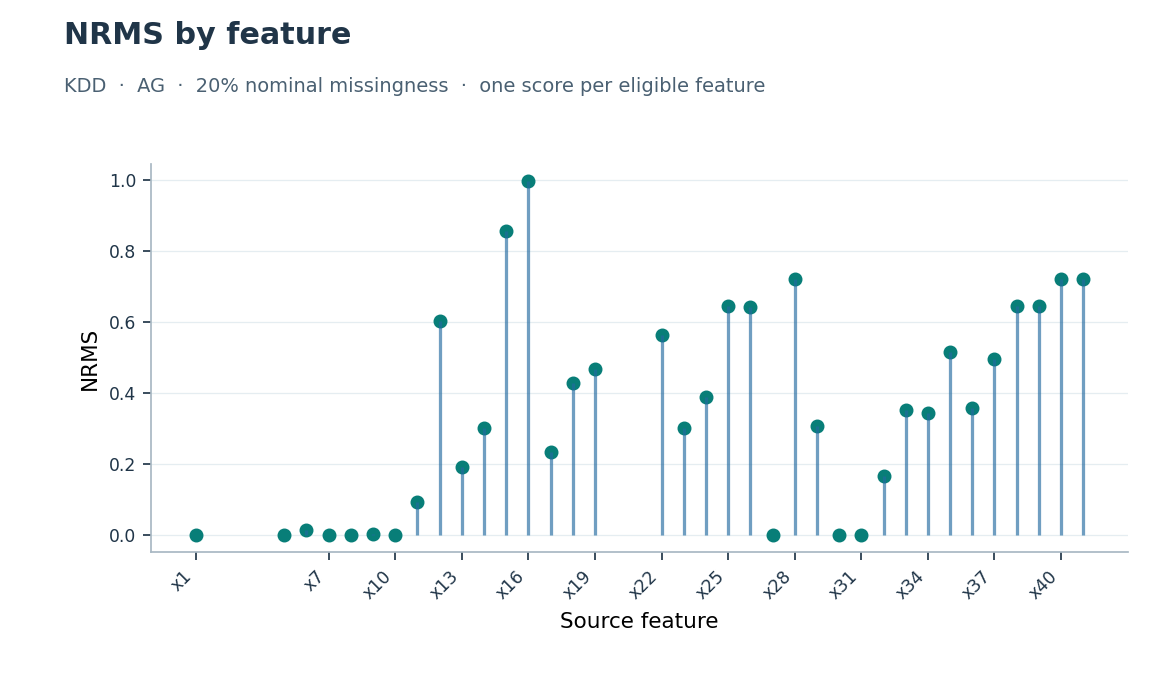 NRMS by feature
KDD · AG · 20% nominal missingness · one score per eligible feature
1.0
0.8
0.6
0.4
0.2
0.0
NRMS
x1 x7 x10 x13 x16 x19 x22 x25 x28 x31 x34 x37 x40
Source feature